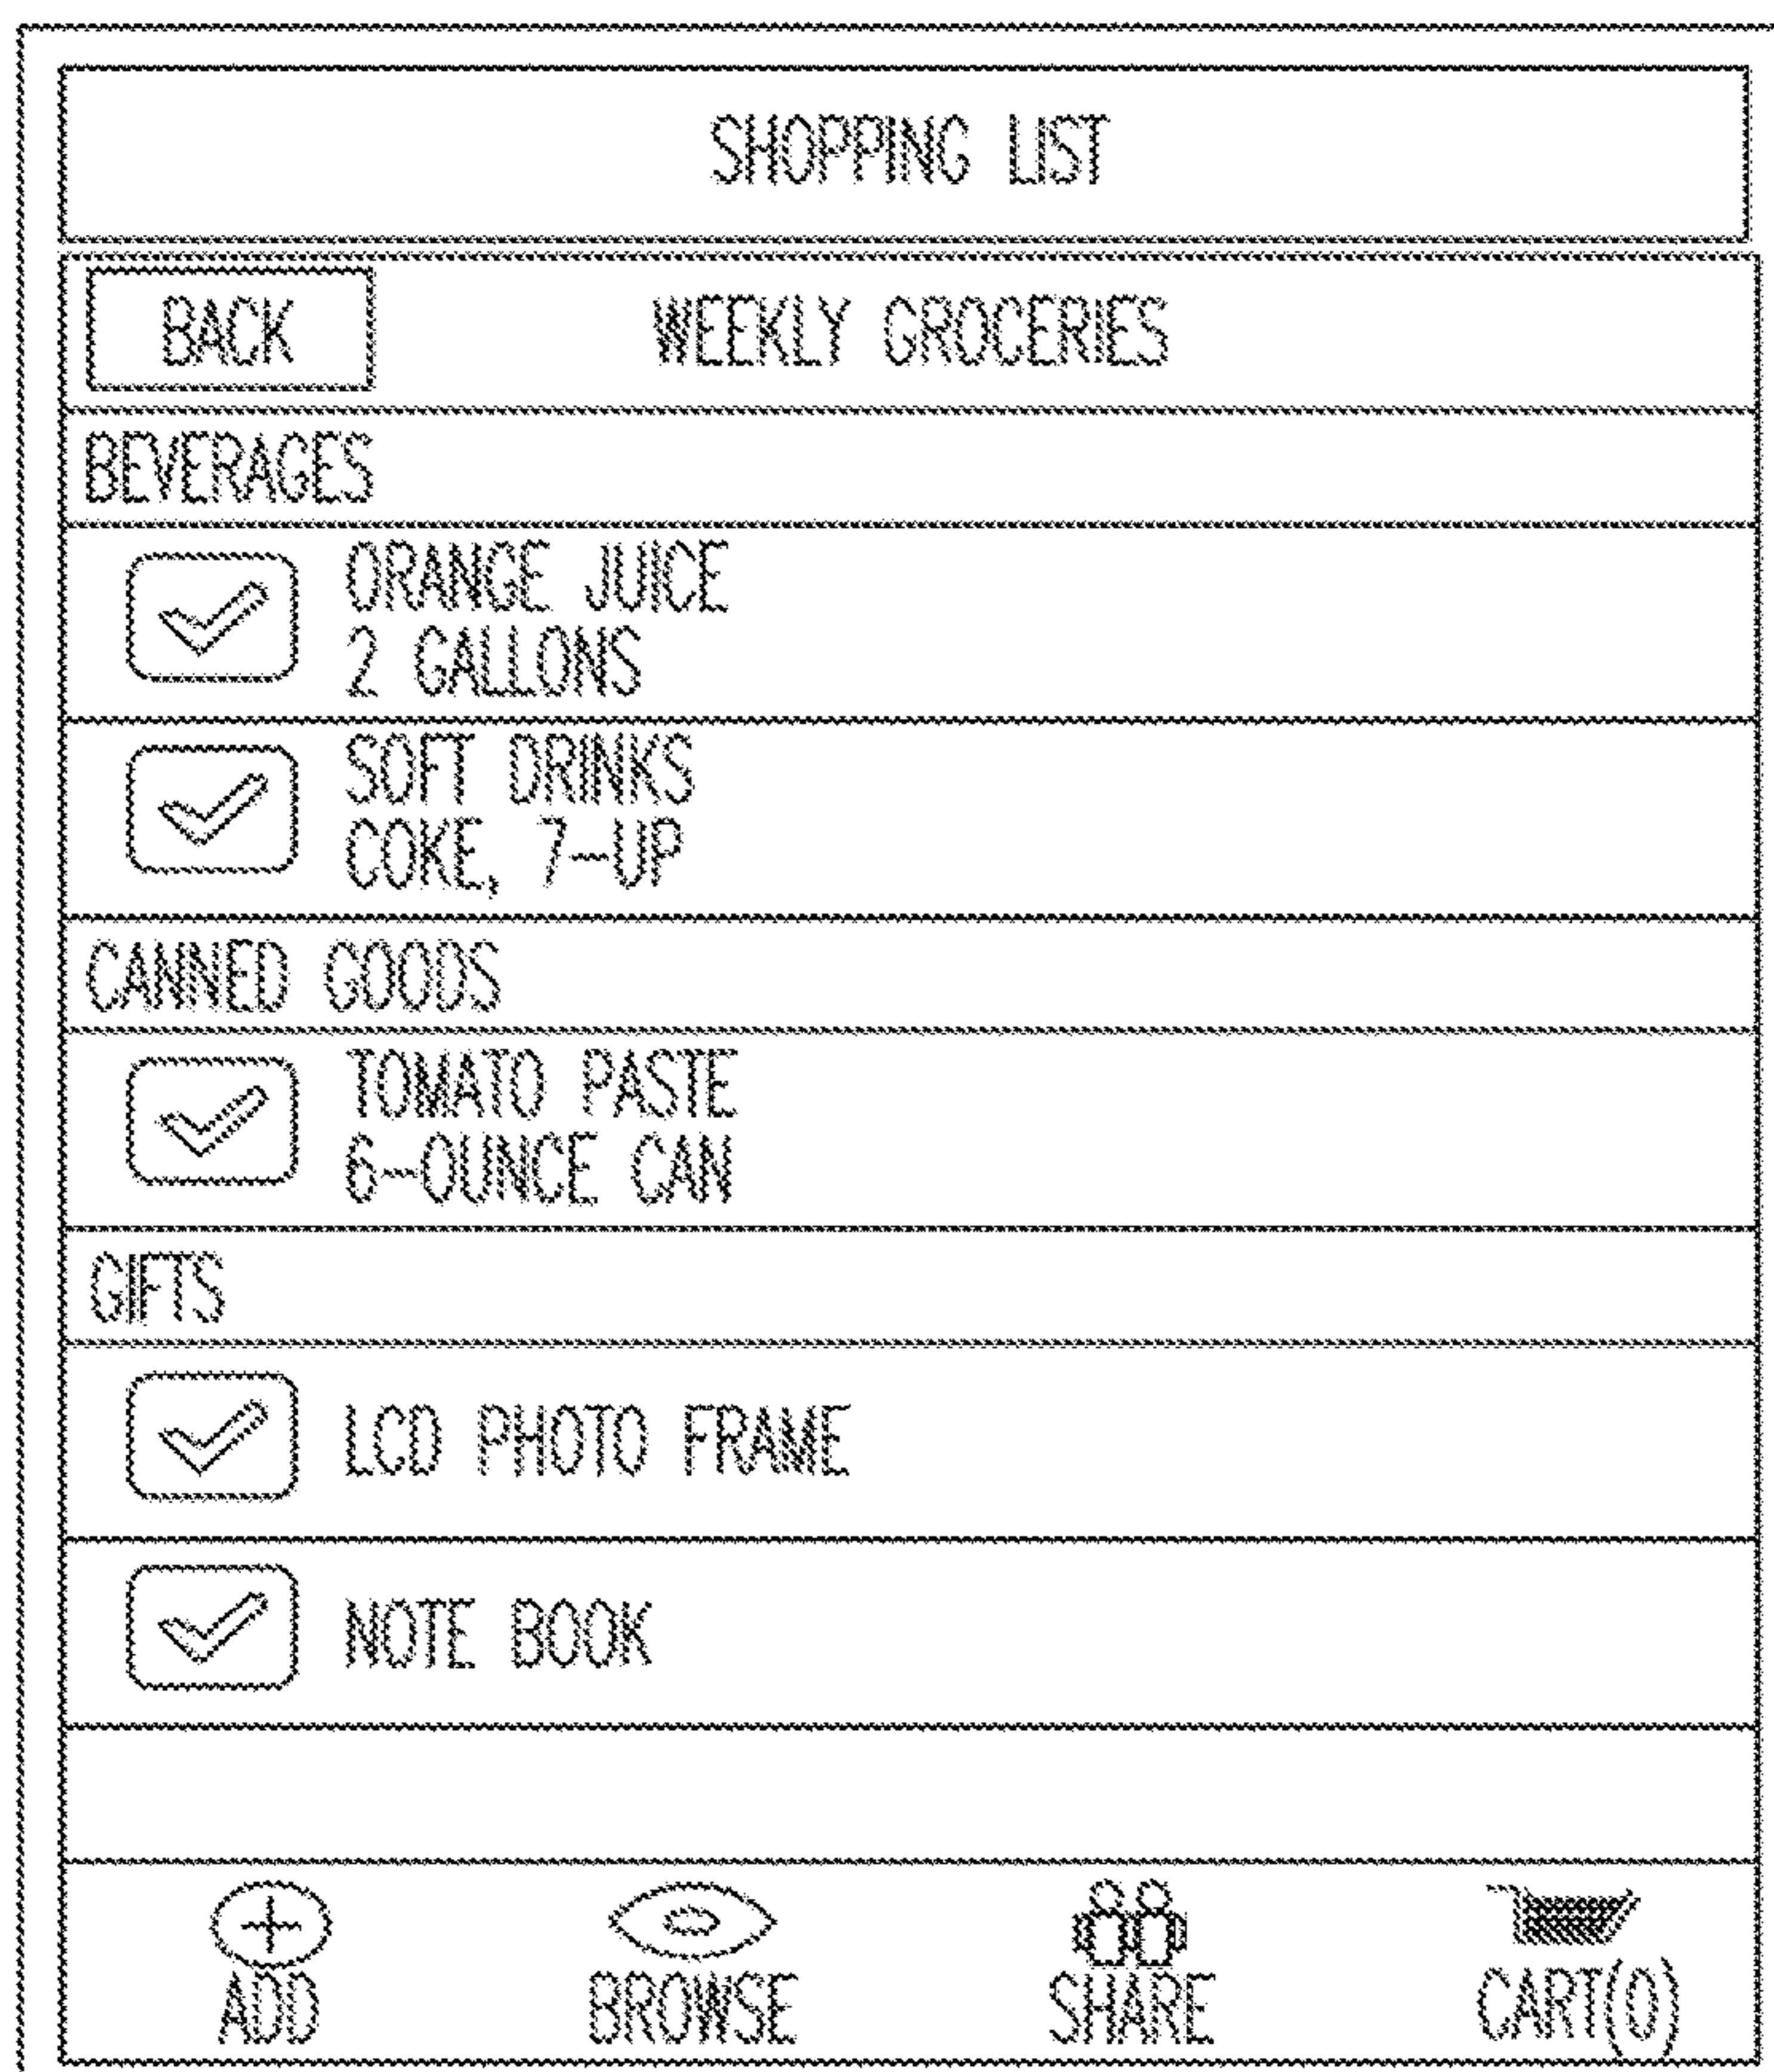 SHOPPING LIST
BACK WEEKLY GROCERIES
BEVERAGES
ORANGE JUICE
2 GALLONS
SOFT DRINKS
COKE, 7-UP
CANNED GOODS
TOMATO PASTE
6-OUNCE CAN
GIFTS
LCD PHOTO FRAME
NOTE BOOK
ADD BROWSE SHARE CART(0)